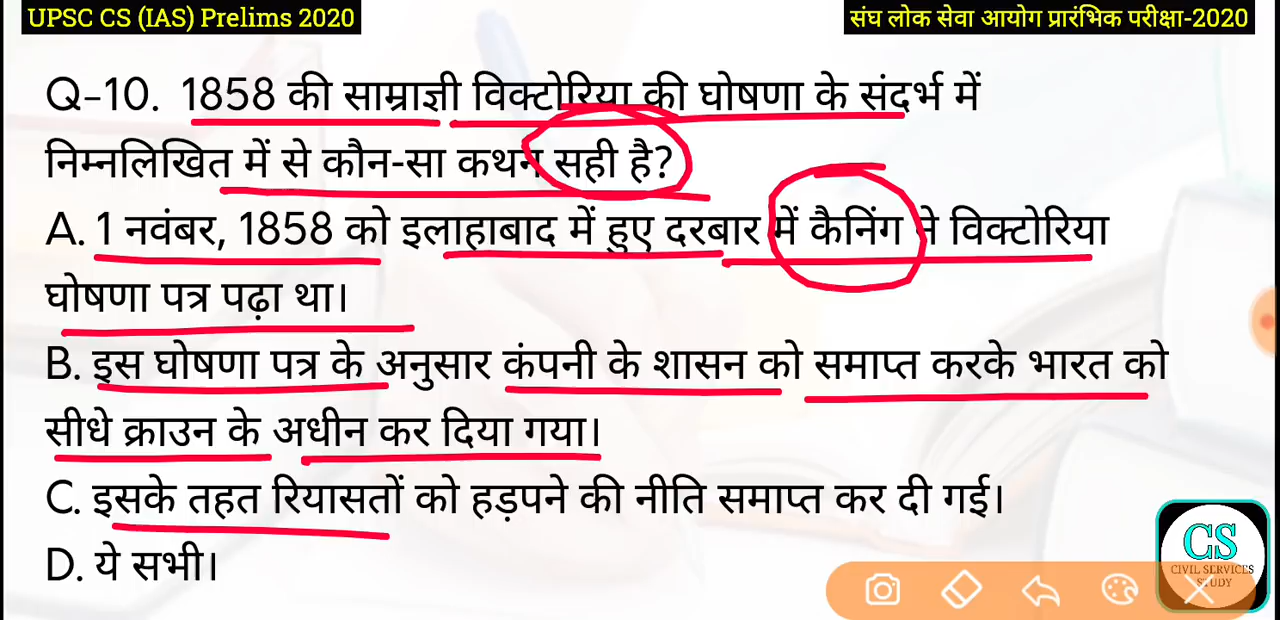 UPSC CS (IAS) Prelims 2020
संघ लोक सेवा आयोग प्रारंभिक परीक्षा-2020
Q-10. 1858 की साम्राज्ञी विक्टोरिया की घोषणा के संदर्भ में
निम्नलिखित में से कौन-सा कथन सही है?
A. 1 नवंबर, 1858 को इलाहाबाद में हुए दरबार में कैनिंग ने विक्टोरिया
घोषणा पत्र पढ़ा था।
B. इस घोषणा पत्र के अनुसार कंपनी के शासन को समाप्त करके भारत को
सीधे क्राउन के अधीन कर दिया गया।
C. इसके तहत रियासतों को हड़पने की नीति समाप्त कर दी गई।
D. ये सभी।
CS
CIVIL SERVICES
STUDY